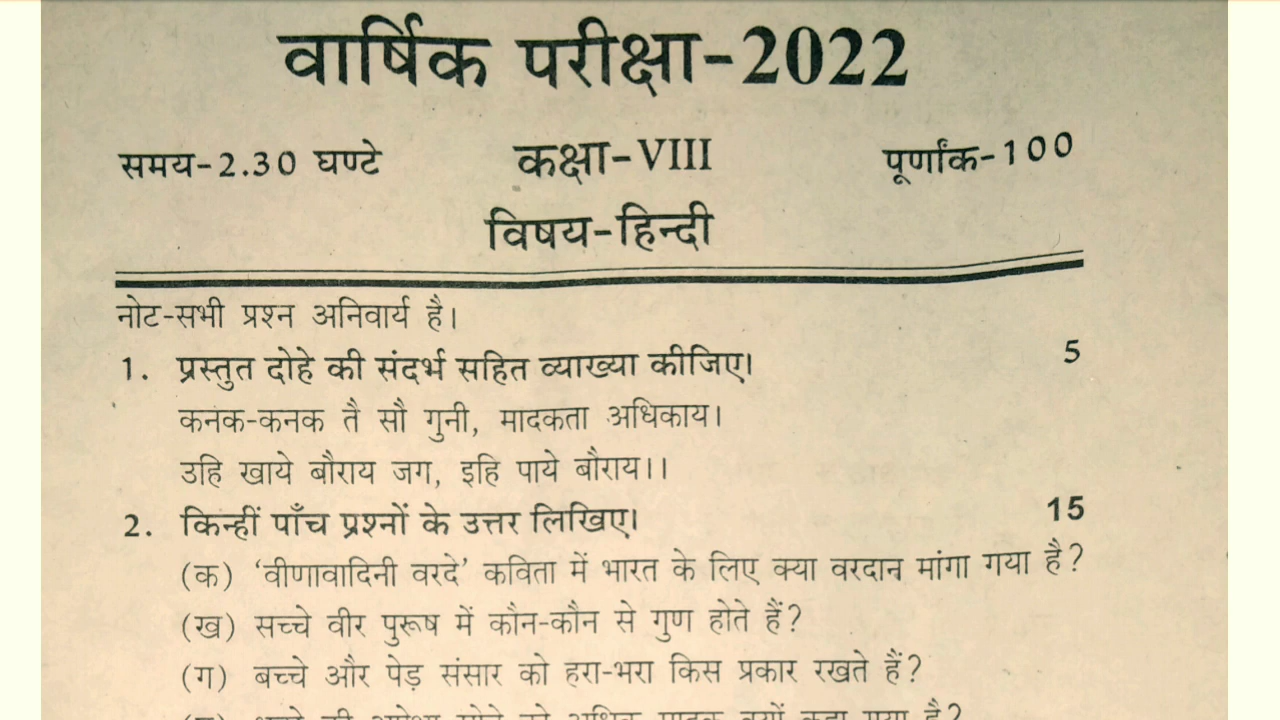 वार्षिक परीक्षा-2022
समय-2.30 घण्टे कक्षा-VIII पूर्णांक-100
विषय-हिन्दी
नोट-सभी प्रश्न अनिवार्य है।
1. प्रस्तुत दोहे की संदर्भ सहित व्याख्या कीजिए। 5
कनक-कनक तै सौ गुनी, मादकता अधिकाय।
उहि खाये बौराय जग, इहि पाये बौराय।।
2. किन्हीं पाँच प्रश्नों के उत्तर लिखिए। 15
(क) ‘वीणावादिनी वरदे’ कविता में भारत के लिए क्या वरदान मांगा गया है?
(ख) सच्चे वीर पुरूष में कौन-कौन से गुण होते हैं?
(ग) बच्चे और पेड़ संसार को हरा-भरा किस प्रकार रखते हैं?